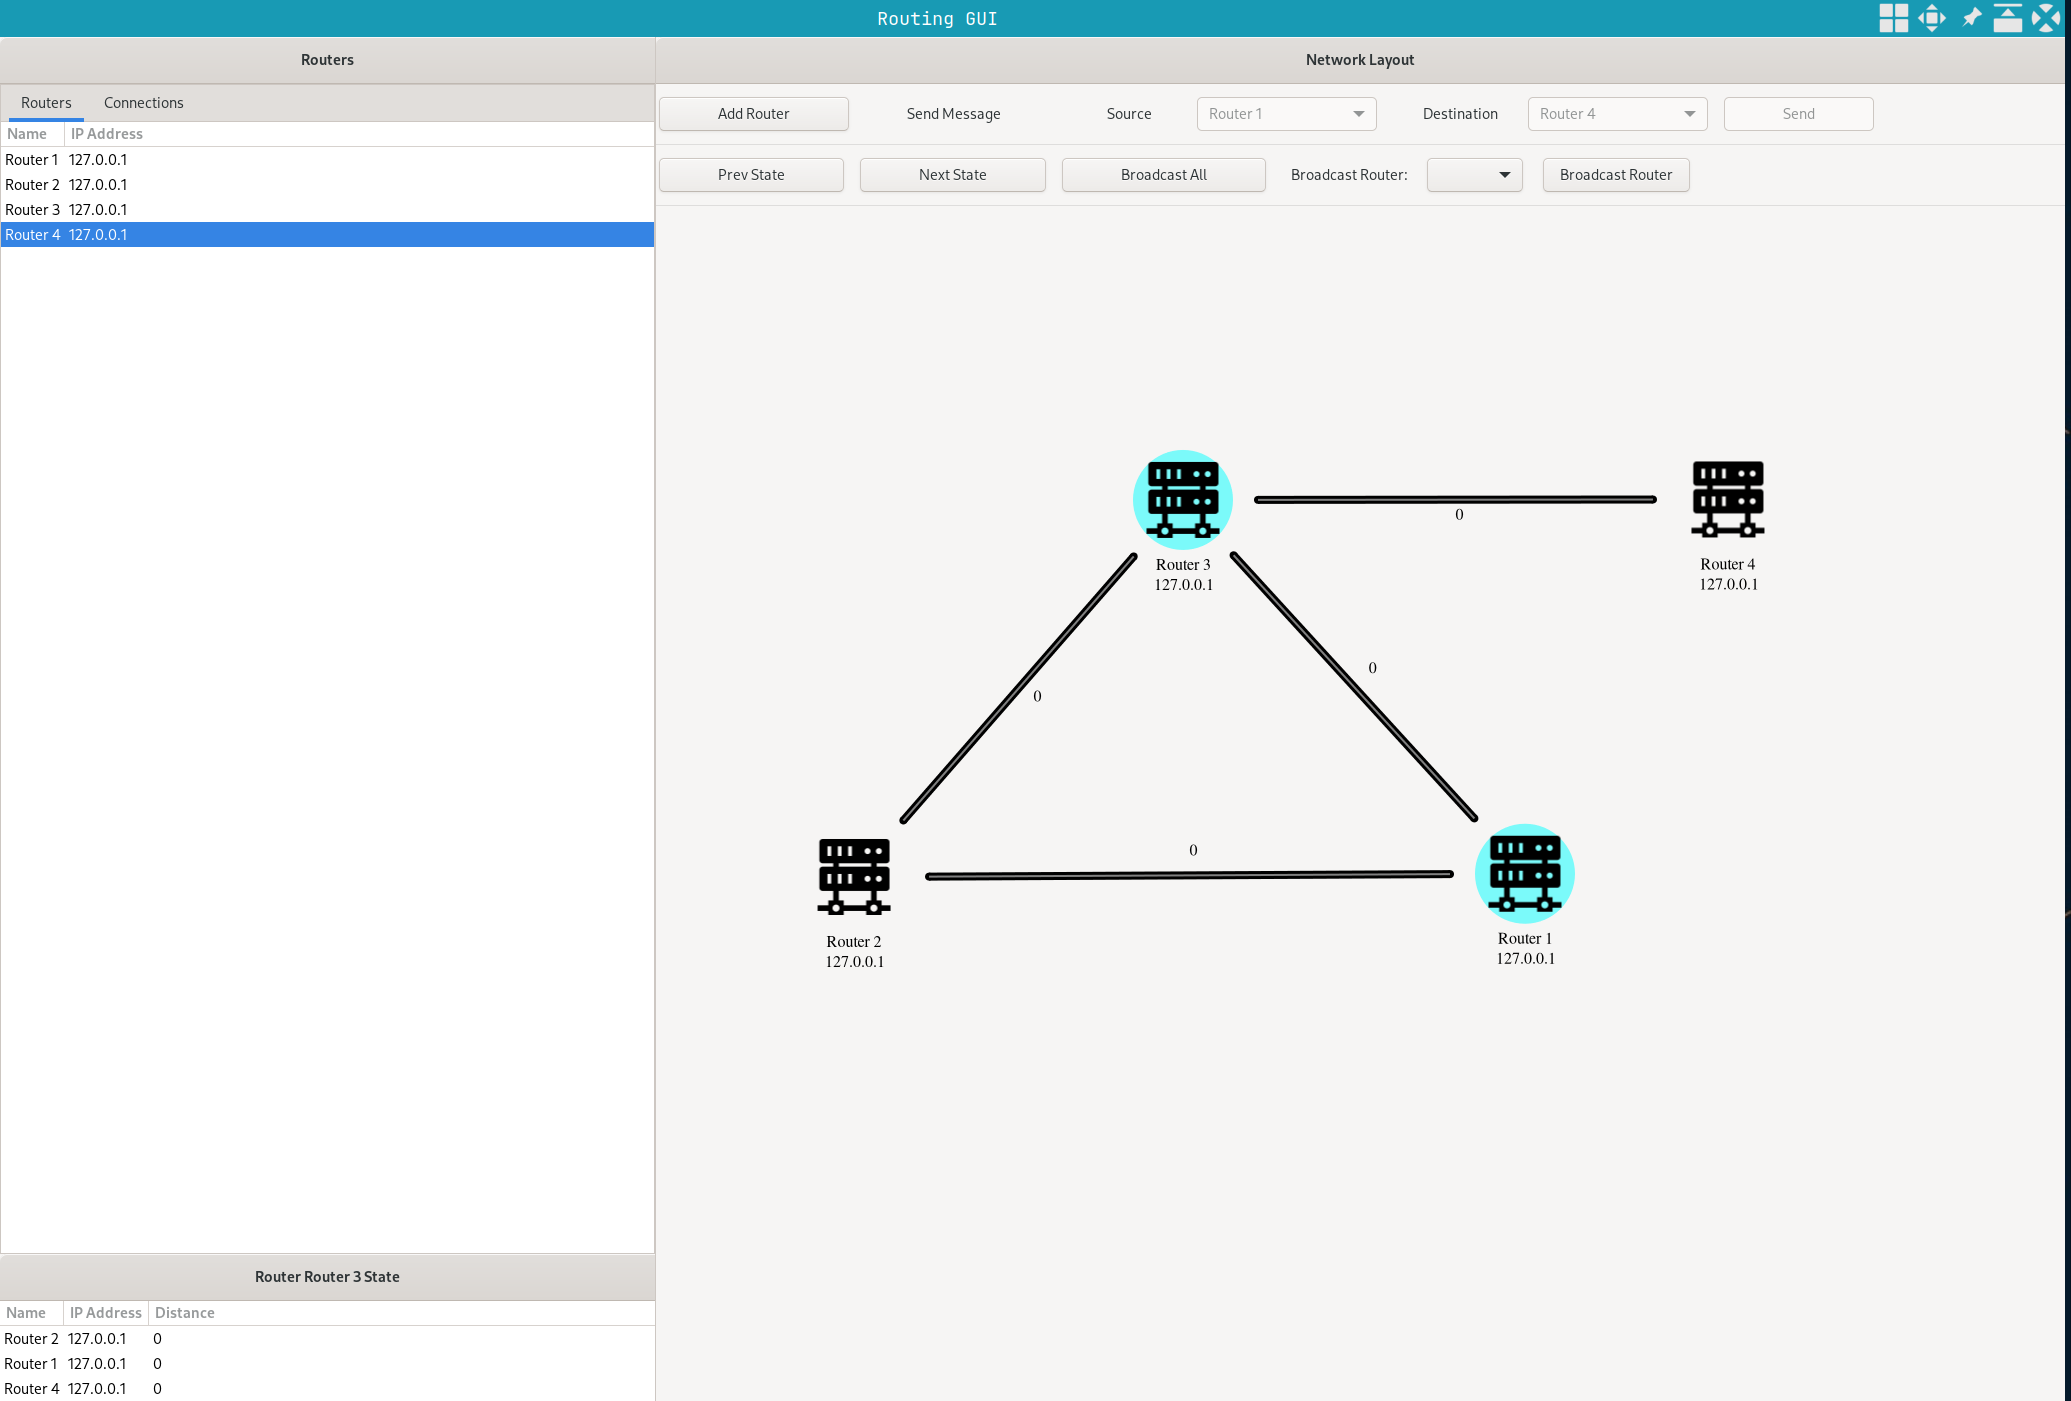 Routing GUI
Routers
Network Layout
Routers Connections
Name IP Address
Router 1 127.0.0.1
Router 2 127.0.0.1
Router 3 127.0.0.1
Router 4 127.0.0.1
Add Router Send Message Source Router 1 Destination Router 4 Send
Prev State Next State Broadcast All Broadcast Router: Broadcast Router
Router 3
127.0.0.1
0
Router 4
127.0.0.1
0
0
0
Router 2
127.0.0.1
Router 1
127.0.0.1
Router Router 3 State
Name IP Address Distance
Router 2 127.0.0.1 0
Router 1 127.0.0.1 0
Router 4 127.0.0.1 0